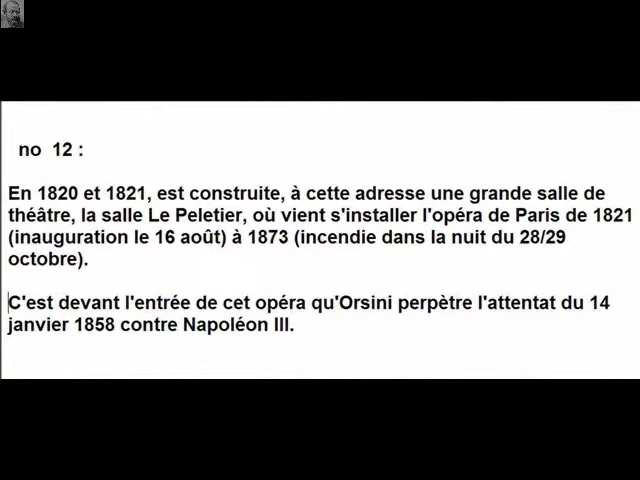 no 12 :
En 1820 et 1821, est construite, à cette adresse une grande salle de
théâtre, la salle Le Peletier, où vient s'installer l'opéra de Paris de 1821
(inauguration le 16 août) à 1873 (incendie dans la nuit du 28/29
octobre).
C'est devant l'entrée de cet opéra qu'Orsini perpètre l'attentat du 14
janvier 1858 contre Napoléon III.